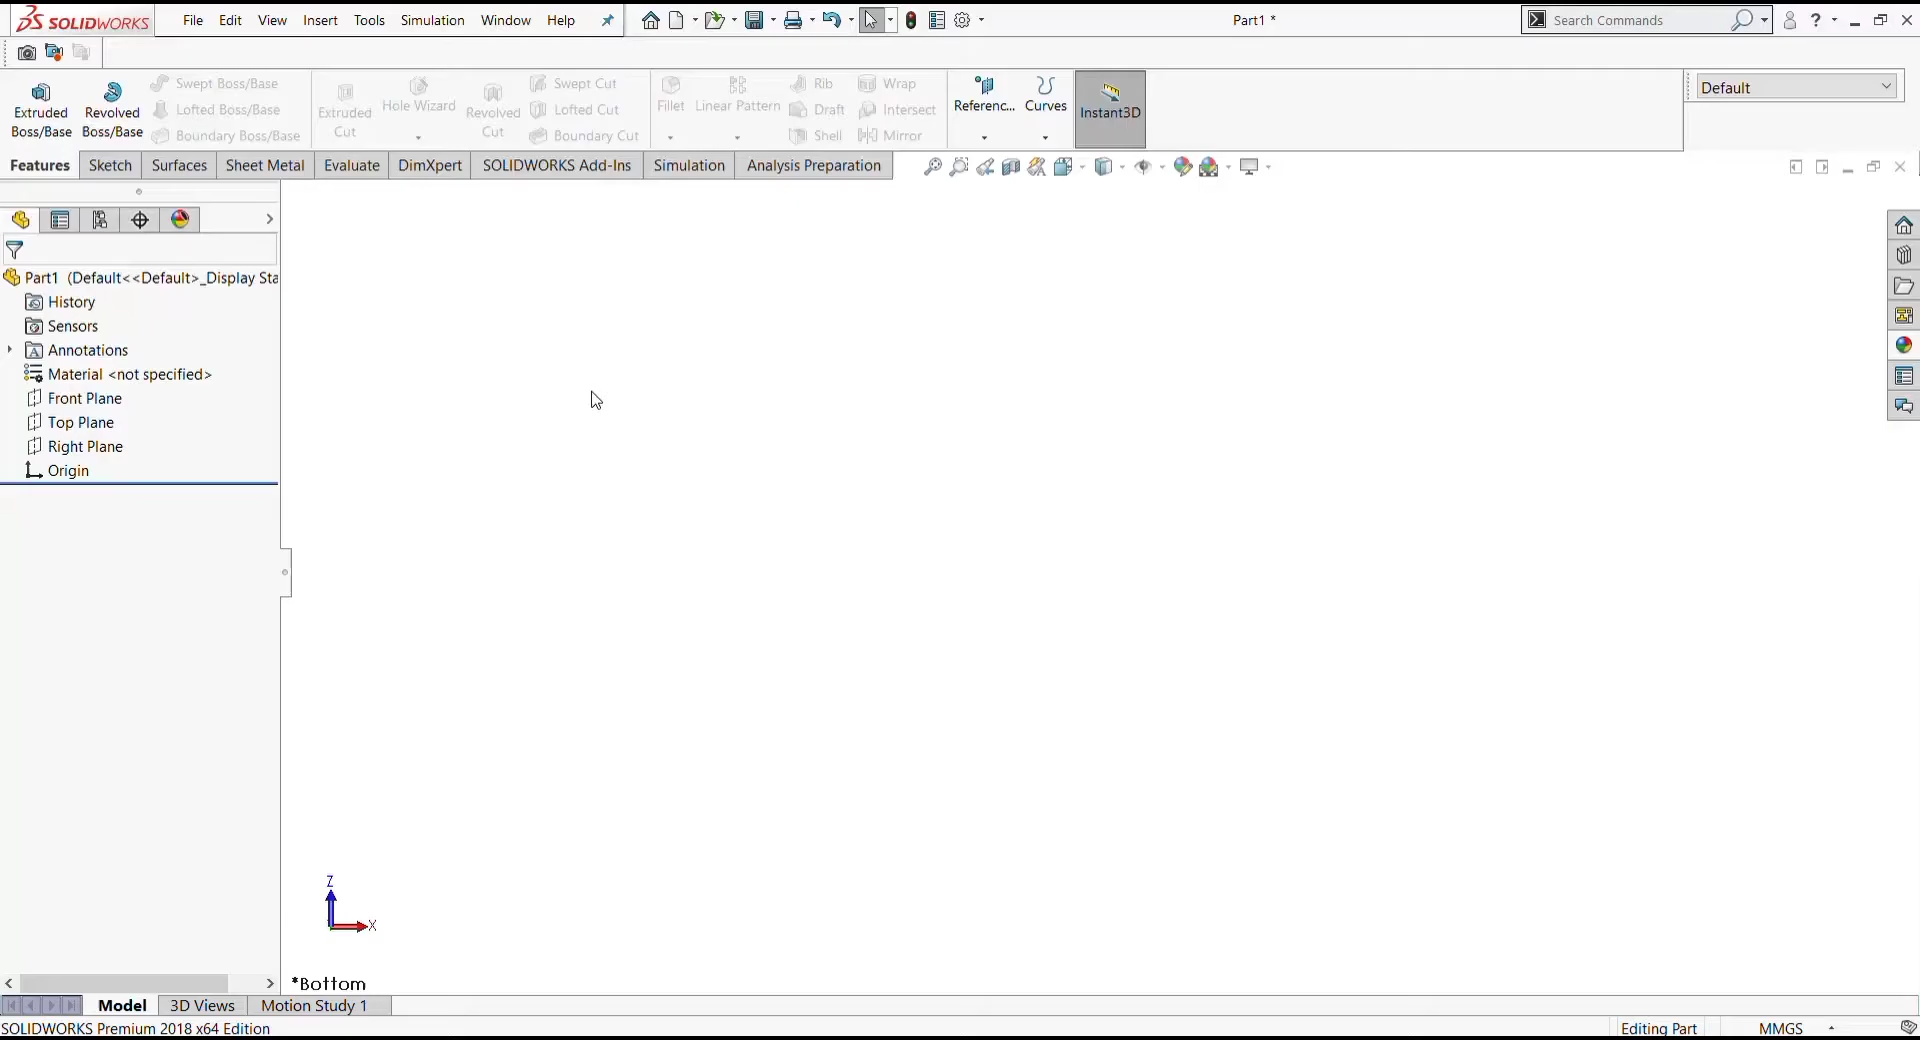 SOLIDWORKS File Edit View Insert Tools Simulation Window Help Part1 * Search Commands ?
Extruded Boss/Base
Revolved Boss/Base
Swept Boss/Base
Lofted Boss/Base
Boundary Boss/Base
Extruded Cut
Hole Wizard
Revolved Cut
Swept Cut
Lofted Cut
Boundary Cut
Fillet
Linear Pattern
Rib
Draft
Shell
Wrap
Intersect
Mirror
Referenc...
Curves
Instant3D
Default
Features Sketch Surfaces Sheet Metal Evaluate DimXpert SOLIDWORKS Add-Ins Simulation Analysis Preparation
Part1 (Default<<Default>_Display Sta
History
Sensors
A Annotations
Material <not specified>
Front Plane
Top Plane
Right Plane
Origin
Z
X
*Bottom
Model 3D Views Motion Study 1
SOLIDWORKS Premium 2018 x64 Edition Editing Part MMGS